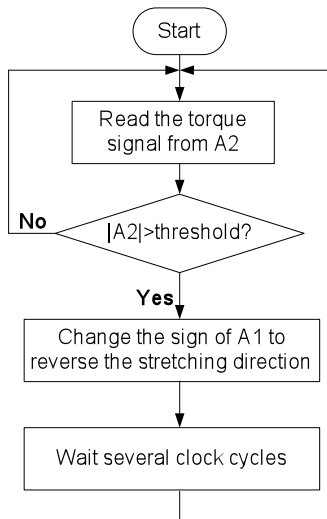 Start
Read the torque
signal from A2
|A2|>threshold?
No
Yes
Change the sign of A1 to
reverse the stretching direction
Wait several clock cycles